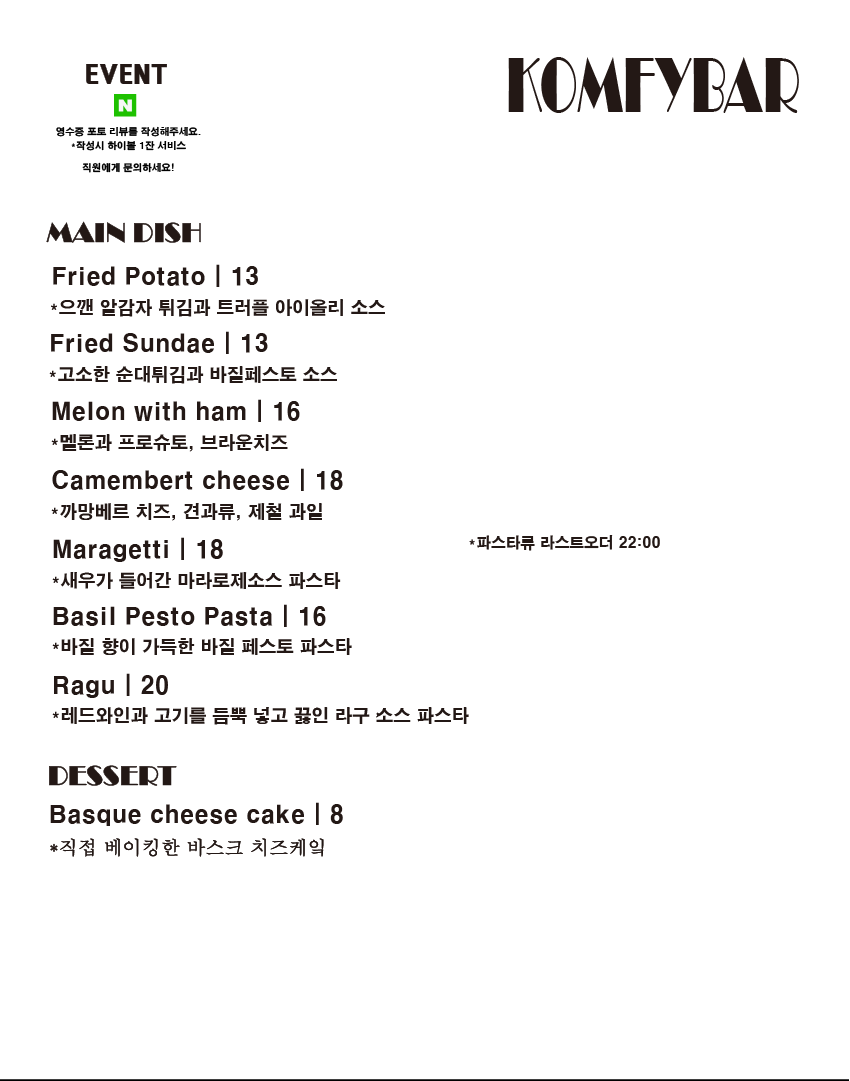 EVENT
N
영수증 포토 리뷰를 작성해주세요.
*작성시 하이볼 1잔 서비스
직원에게 문의하세요!
KOMFYBAR
MAIN DISH
Fried Potato | 13
*으깬 알감자 튀김과 트러플 아이올리 소스
Fried Sundae | 13
*고소한 순대튀김과 바질페스토 소스
Melon with ham | 16
*멜론과 프로슈토, 브라운치즈
Camembert cheese | 18
*까망베르 치즈, 견과류, 제철 과일
Maragetti | 18
*새우가 들어간 마라로제소스 파스타
*파스타류 라스트오더 22:00
Basil Pesto Pasta | 16
*바질 향이 가득한 바질 페스토 파스타
Ragu | 20
*레드와인과 고기를 듬뿍 넣고 끓인 라구 소스 파스타
DESSERT
Basque cheese cake | 8
*직접 베이킹한 바스크 치즈케잌